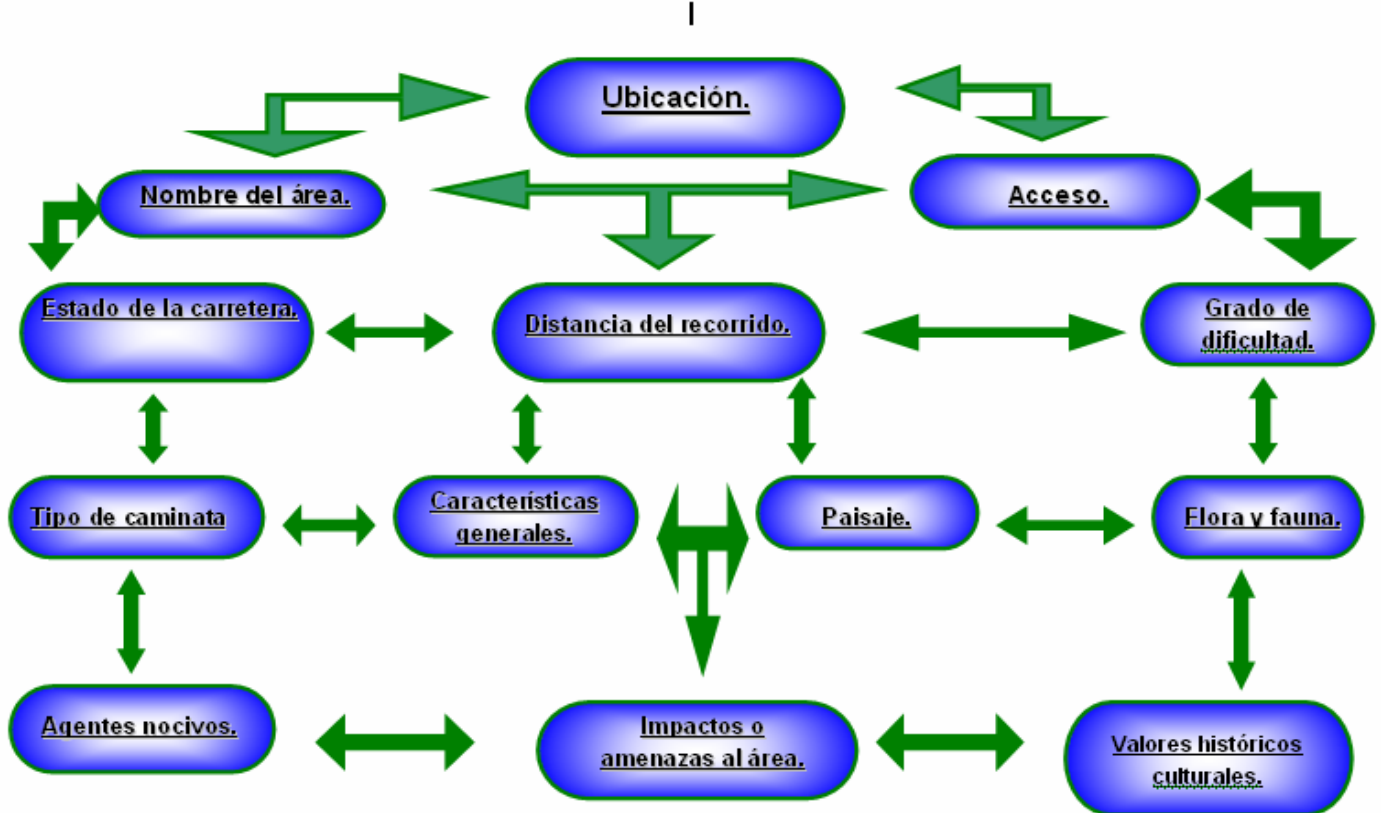 |
Ubicación.
Nombre del área.
Acceso.
Estado de la carretera.
Distancia del recorrido.
Grado de
dificultad.
Tipo de caminata
Características
generales.
Paisaje.
Flora y fauna.
Agentes nocivos.
Impactos o
amenazas al área.
Valores históricos
culturales.